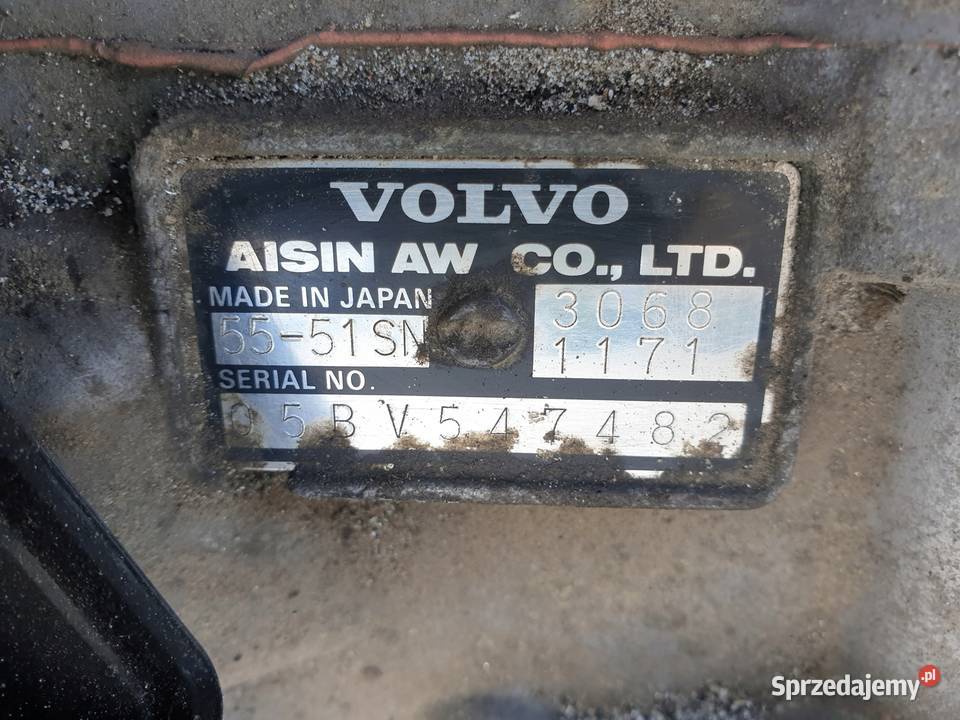 VOLVO
AISIN AW CO., LTD.
MADE IN JAPAN
55-51SN
3068
1171
SERIAL NO.
05BV547482
Sprzedajemy.pl